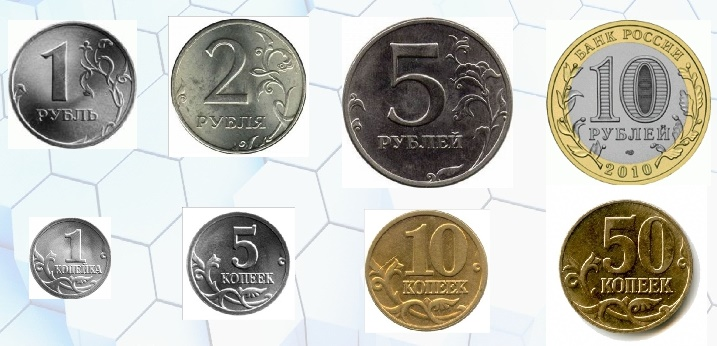 1
РУБЛЬ
2
РУБЛЯ
5
РУБЛЕЙ
БАНК РОССИИ
10
РУБЛЕЙ
2010
1
КОПЕЙКА
5
КОПЕЕК
10
КОПЕЕК
50
КОПЕЕК